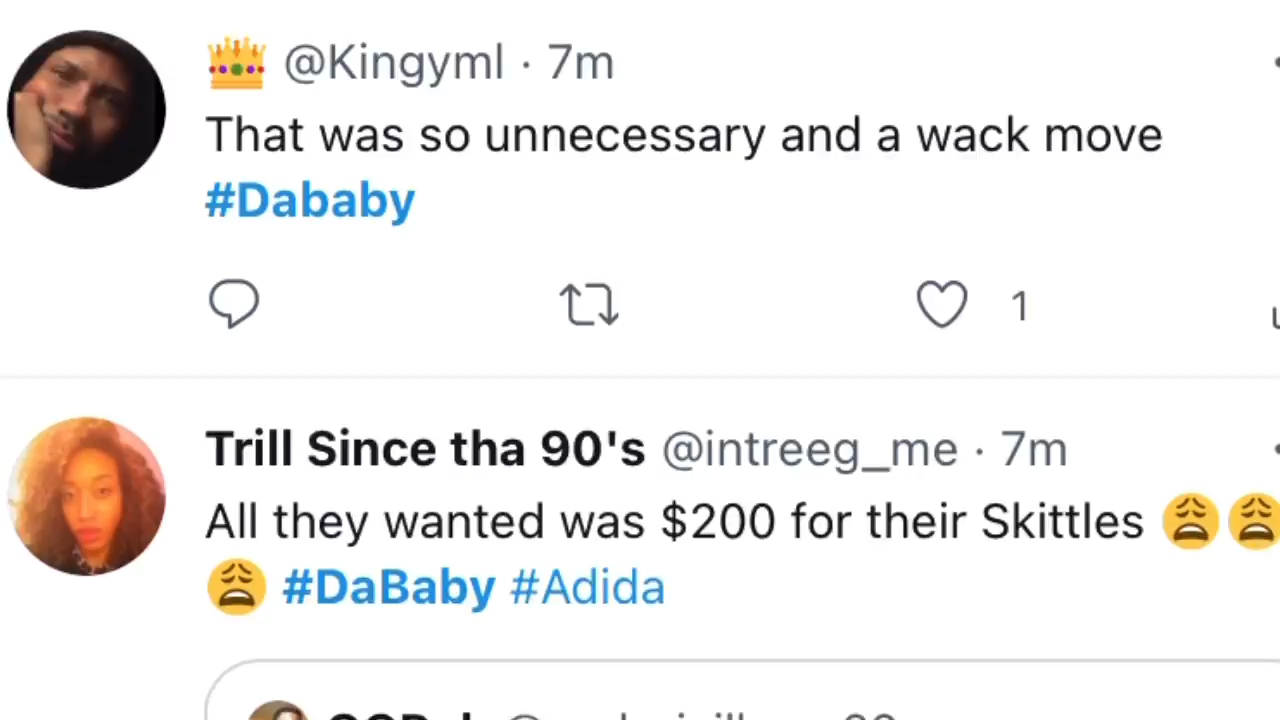 👑 @Kingyml · 7m
That was so unnecessary and a wack move
#Dababy
1
Trill Since tha 90's @intreeg_me · 7m
All they wanted was $200 for their Skittles 😩😩
😩 #DaBaby #Adida